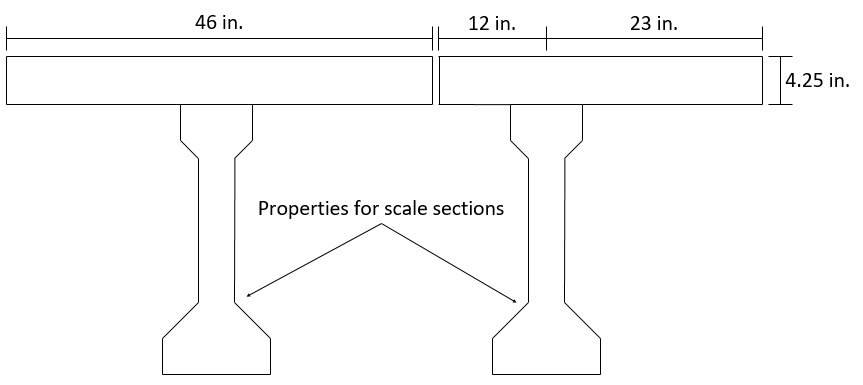 46 in.
12 in.
23 in.
4.25 in.
Properties for scale sections